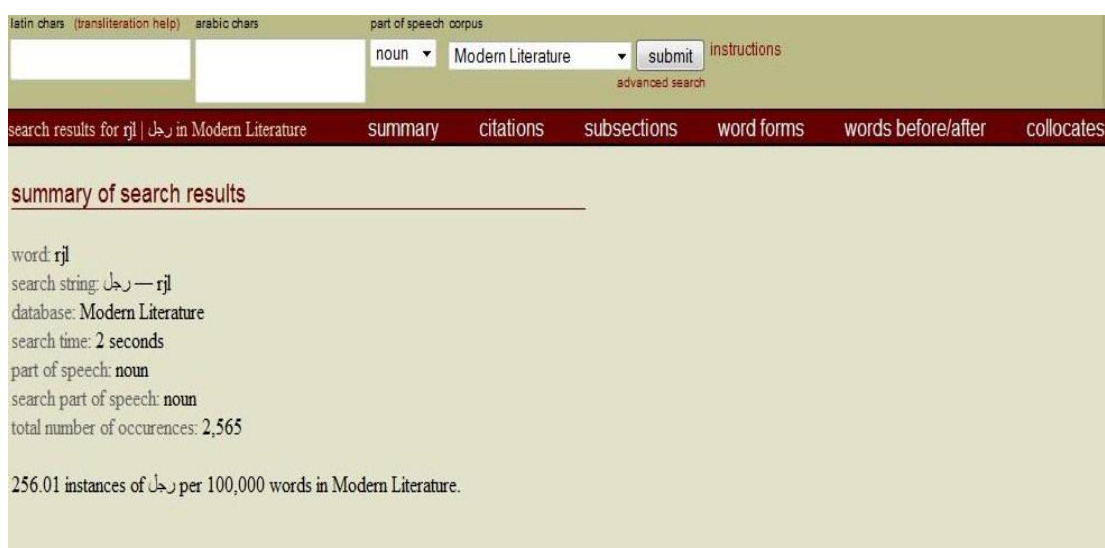 latin chars (transliteration help) arabic chars part of speech corpus
noun Modern Literature submit instructions
advanced search
search results for rjl | رجل in Modern Literature summary citations subsections word forms words before/after collocates
summary of search results
word: rjl
search string: رجل — rjl
database: Modern Literature
search time: 2 seconds
part of speech: noun
search part of speech: noun
total number of occurences: 2,565
256.01 instances of رجل per 100,000 words in Modern Literature.